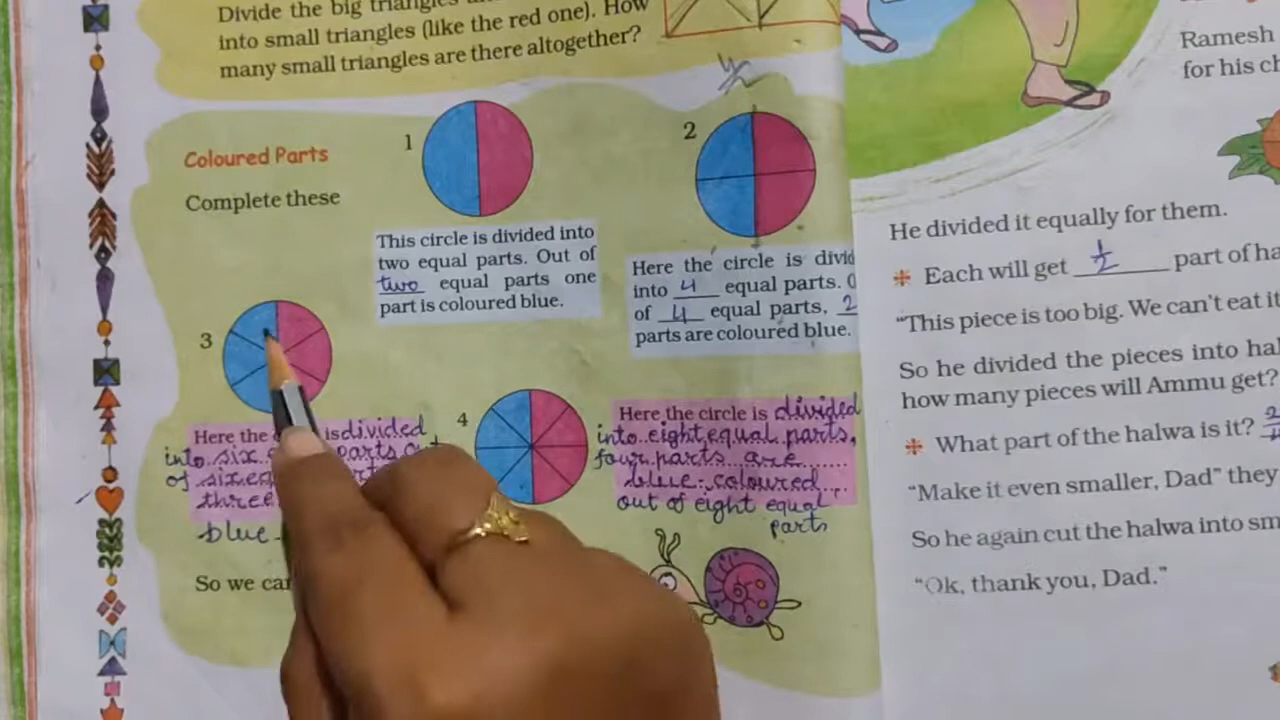 Divide the big triangles
into small triangles (like the red one). How
many small triangles are there altogether?
Coloured Parts
Complete these
1
This circle is divided into
two equal parts. Out of
two equal parts one
part is coloured blue.
2
Here the circle is divid
into 4 equal parts. O
of 4 equal parts, 2
parts are coloured blue.
3
Here the is divided
into six parts
of six
three
blue
4
Here the circle is divided
into eight equal parts,
four parts are
blue coloured
out of eight equal
parts
So we can
Ramesh
for his ch
He divided it equally for them.
Each will get 1/2 part of ha
"This piece is too big. We can't eat it
So he divided the pieces into hal
how many pieces will Ammu get?
What part of the halwa is it?
"Make it even smaller, Dad" they
So he again cut the halwa into sm
"Ok, thank you, Dad."